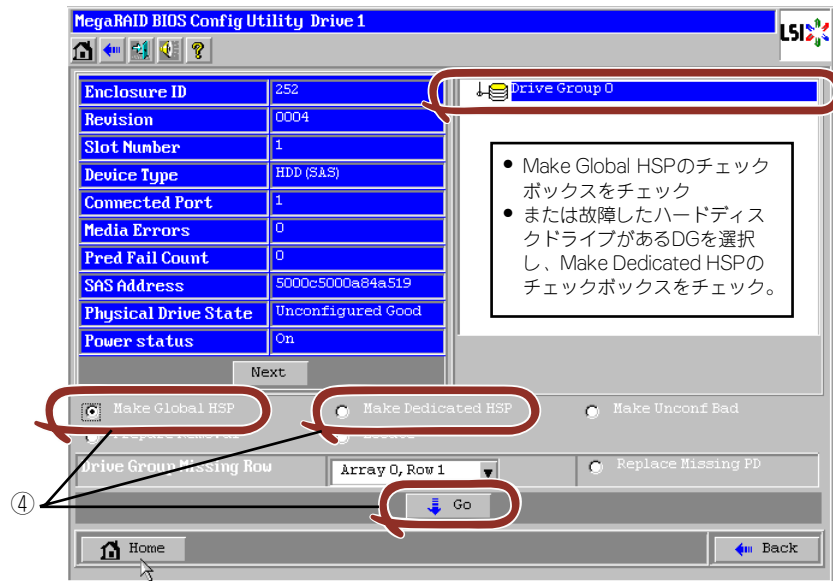 MegaRAID BIOS Config Utility Drive 1
LSI
Enclosure ID 252
Revision 0004
Slot Number 1
Device Type HDD (SAS)
Connected Port 1
Media Errors 0
Pred Fail Count 0
SAS Address 5000c5000a84a519
Physical Drive State Unconfigured Good
Power status On
Next
Drive Group 0
• Make Global HSPのチェック
ボックスをチェック
• または故障したハードディス
クドライブがあるDGを選択
し、Make Dedicated HSPの
チェックボックスをチェック。
Make Global HSP Make Dedicated HSP Make Unconf Bad
Drive Group Missing Row Array 0, Row 1 Replace Missing PD
④
Go
Home Back